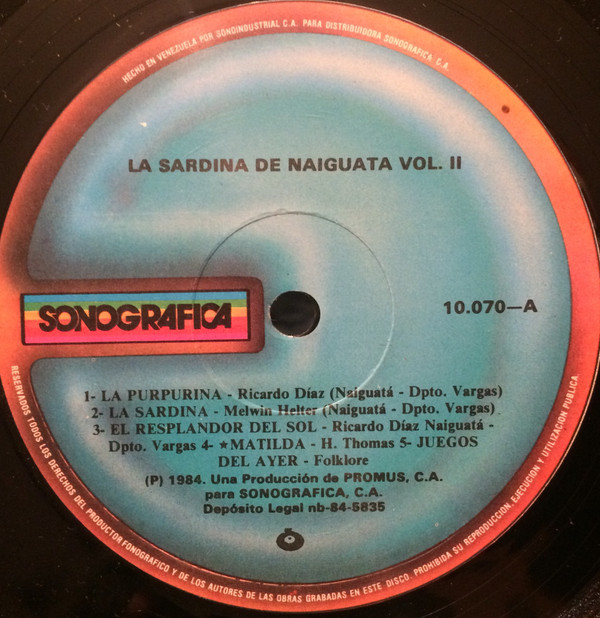 HECHO EN VENEZUELA POR SONOINDUSTRIAL C.A. PARA DISTRIBUIDORA SONOGRAFICA, C.A.
LA SARDINA DE NAIGUATA VOL. II
SONOGRAFICA
10.070—A
1- LA PURPURINA - Ricardo Díaz (Naiguatá - Dpto. Vargas)
2- LA SARDINA - Melwin Helter (Naiguatá - Dpto. Vargas)
3- EL RESPLANDOR DEL SOL - Ricardo Díaz Naiguatá -
Dpto. Vargas 4- ★MATILDA - H. Thomas 5- JUEGOS
DEL AYER - Folklore
(P) 1984. Una Producción de PROMUS, C.A.
para SONOGRAFICA, C.A.
Depósito Legal nb-84-5835
RESERVADOS TODOS LOS DERECHOS DEL PRODUCTOR FONOGRAFICO Y DE LOS AUTORES DE LAS OBRAS GRABADAS EN ESTE DISCO. PROHIBIDA SU REPRODUCCION, EJECUCION Y UTILIZACION PUBLICA.